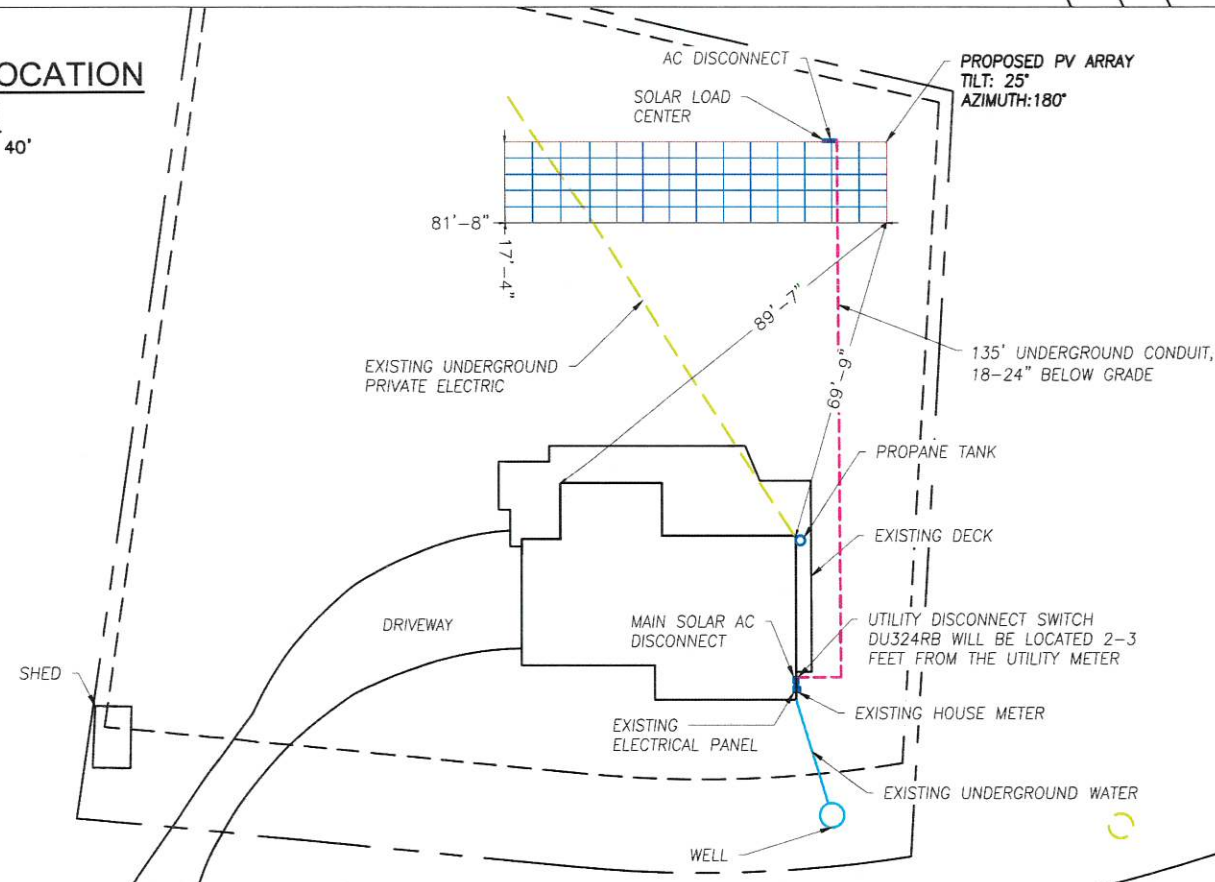 OCATION
40'
AC DISCONNECT
SOLAR LOAD
CENTER
PROPOSED PV ARRAY
TILT: 25°
AZIMUTH:180°
81'-8"
17'-4"
89'-7"
69'-9"
EXISTING UNDERGROUND
PRIVATE ELECTRIC
135' UNDERGROUND CONDUIT,
18-24" BELOW GRADE
PROPANE TANK
EXISTING DECK
DRIVEWAY
MAIN SOLAR AC
DISCONNECT
UTILITY DISCONNECT SWITCH
DU324RB WILL BE LOCATED 2-3
FEET FROM THE UTILITY METER
SHED
EXISTING
ELECTRICAL PANEL
EXISTING HOUSE METER
EXISTING UNDERGROUND WATER
WELL